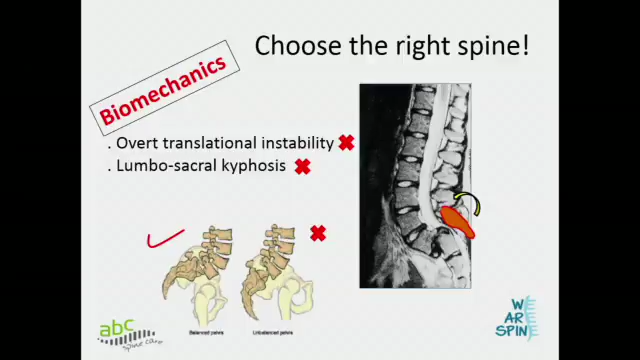 Choose the right spine!
Biomechanics
. Overt translational instability
. Lumbo-sacral kyphosis
Balanced pelvis
Unbalanced pelvis
abc
spine care
WE
ARE
SPINE